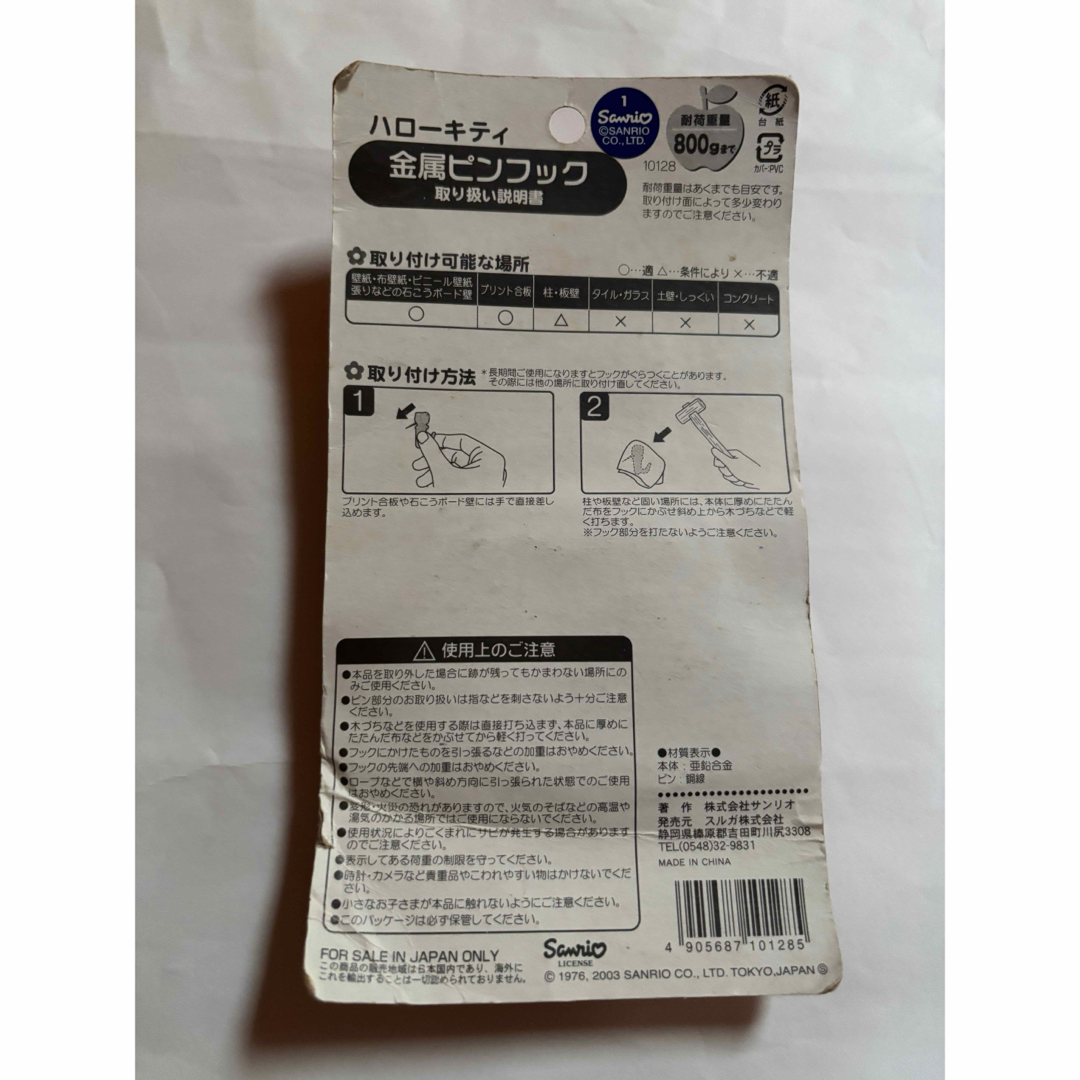 ハローキティ
金属ピンフック
取り扱い説明書
1
Sanrio
©SANRIO
CO., LTD.
10128
耐荷重量
800gまで
紙
台 紙
プラ
カバー:PVC
耐荷重量はあくまでも目安です。
取り付け面によって多少変わり
ますのでご注意ください。
取り付け可能な場所
○…適 △…条件により ×…不適
壁紙・布壁紙・ビニール壁紙
張りなどの石こうボード壁
プリント合板
柱・板壁
タイル・ガラス
土壁・しっくい
コンクリート
○ ○ △ × × ×
取り付け方法
*長期間ご使用になりますとフックがぐらつくことがあります。
その際には他の場所に取り付け直してください。
1
プリント合板や石こうボード壁には手で直接差し
込めます。
2
柱や板壁など固い場所には、本体に厚めにたたん
だ布をフックにかぶせ斜め上から木づちなどで軽
く打ちます。
※フック部分を打たないようご注意ください。
⚠ 使用上のご注意
●本品を取り外した場合に跡が残ってもかまわない場所にの
みご使用ください。
●ピン部分のお取り扱いは指などを刺さないよう十分ご注意
ください。
●木づちなどを使用する際は直接打ち込まず、本品に厚めに
たたんだ布などをかぶせてから軽く打ってください。
●フックにかけたものを引っ張るなどの加重はおやめください。
●フックの先端への加重はおやめください。
●ロープなどで横や斜め方向に引っ張られた状態でのご使用
はおやめください。
●変形・火災の恐れがありますので、火気のそばなどの高温や
湯気のかかる場所ではご使用にならないでください。
●使用状況によりごくまれにサビが発生する場合があります
のでご注意ください。
●表示してある荷重の制限を守ってください。
●時計・カメラなど貴重品やこわれやすい物はかけないでくだ
さい。
●小さなお子さまが本品に触れないようにご注意ください。
●このパッケージは必ず保管してください。
●材質表示●
本体:亜鉛合金
ピン:鋼線
著 作 株式会社サンリオ
発売元 スルガ株式会社
静岡県榛原郡吉田町川尻3308
TEL(0548)32-9831
MADE IN CHINA
4 905687 101285
FOR SALE IN JAPAN ONLY
この商品の販売地域は日本国内であり、海外に
これを輸出することは一切認められておりません。
Sanrio
LICENSE
© 1976, 2003 SANRIO CO., LTD. TOKYO, JAPAN Ⓢ